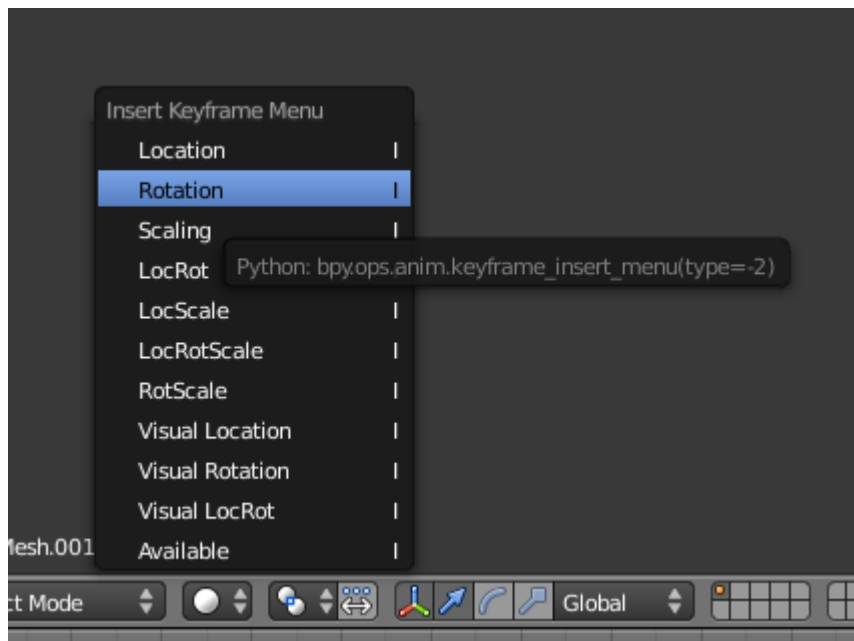 Insert Keyframe Menu
Location I
Rotation I
Scaling I
LocRot
Python: bpy.ops.anim.keyframe_insert_menu(type=-2)
LocScale I
LocRotScale I
RotScale I
Visual Location I
Visual Rotation I
Visual LocRot I
Available I
Mesh.001
ct Mode
Global